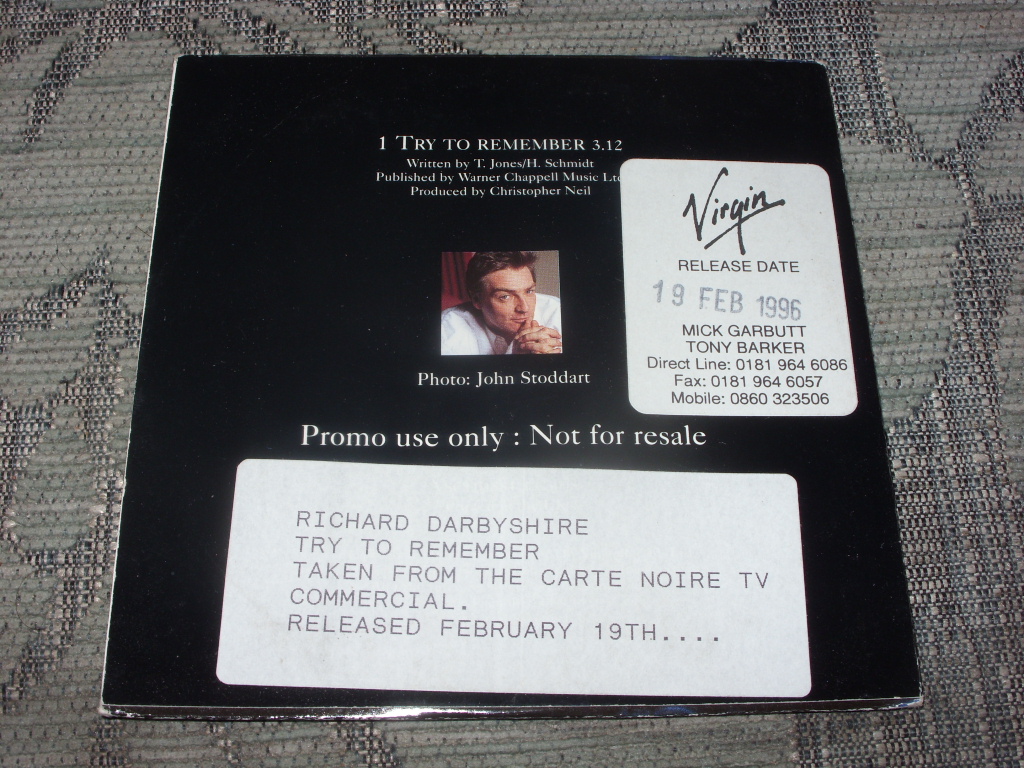 1 TRY TO REMEMBER 3.12
Written by T. Jones/H. Schmidt
Published by Warner Chappell Music
Produced by Christopher Neil
Virgin
RELEASE DATE
19 FEB 1996
MICK GARBUTT
TONY BARKER
Direct Line: 0181 964 6086
Fax: 0181 964 6057
Mobile: 0860 323506
Photo: John Stoddart
Promo use only : Not for resale
RICHARD DARBYSHIRE
TRY TO REMEMBER
TAKEN FROM THE CARTE NOIRE TV
COMMERCIAL.
RELEASED FEBRUARY 19TH....